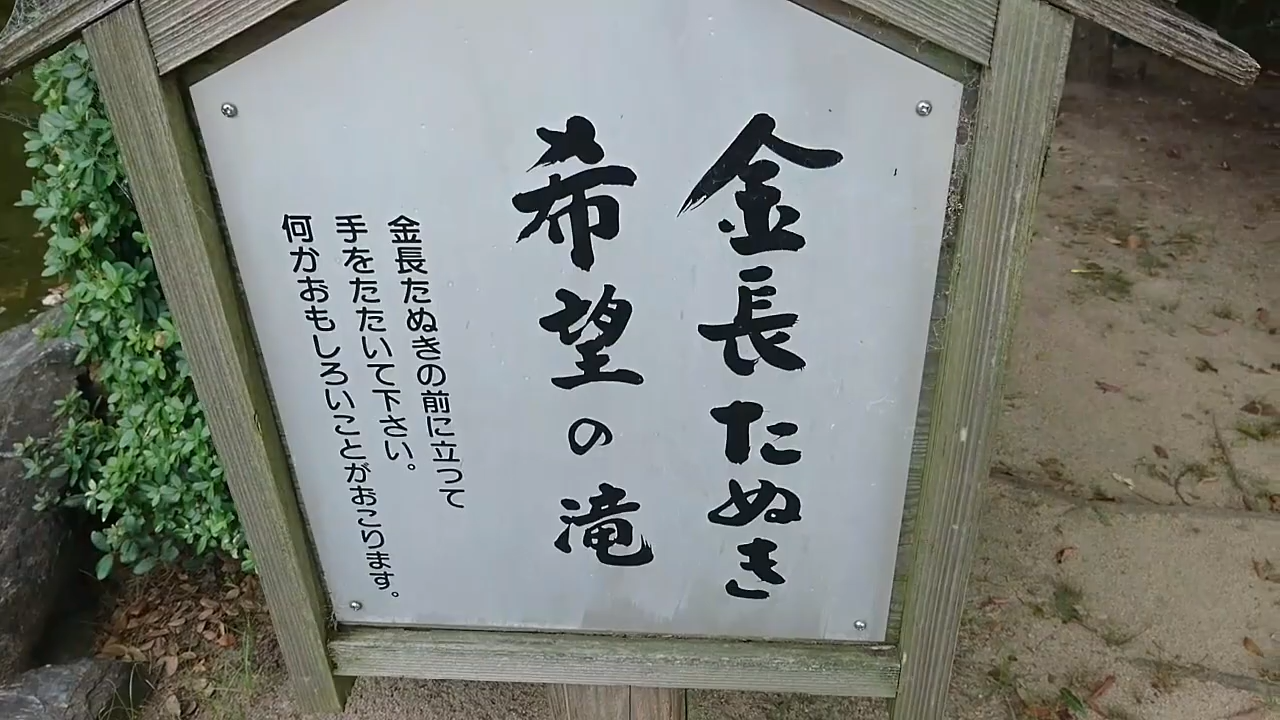 金長たぬき
希望の滝
金長たぬきの前に立って
手をたたいて下さい。
何かおもしろいことがおこります。